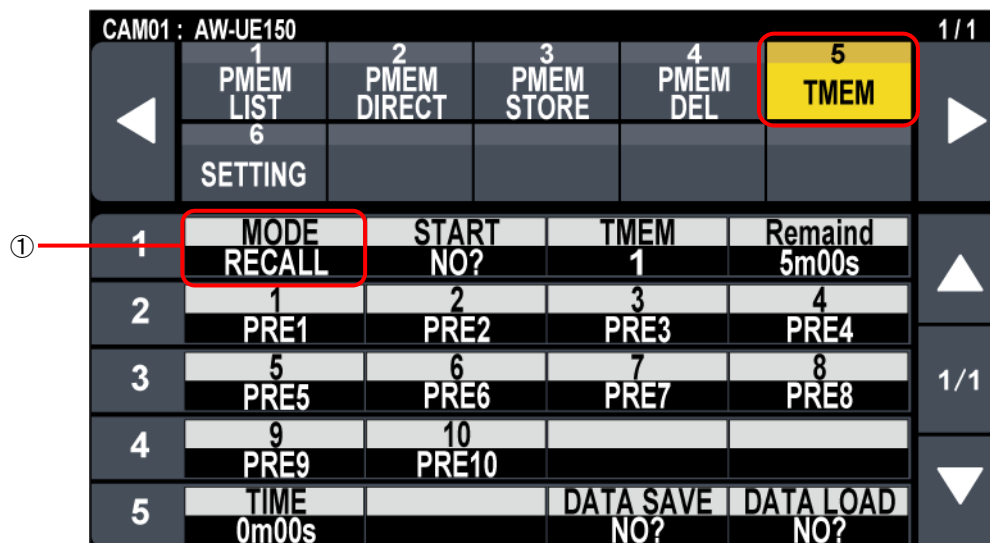 CAM01 : AW-UE150 1/1
1 2 3 4 5
PMEM LIST PMEM DIRECT PMEM STORE PMEM DEL TMEM
6
SETTING
① 1 MODE START TMEM Remaind
RECALL NO? 1 5m00s
2 1 2 3 4
PRE1 PRE2 PRE3 PRE4
3 5 6 7 8 1/1
PRE5 PRE6 PRE7 PRE8
4 9 10
PRE9 PRE10
5 TIME DATA SAVE DATA LOAD
0m00s NO? NO?